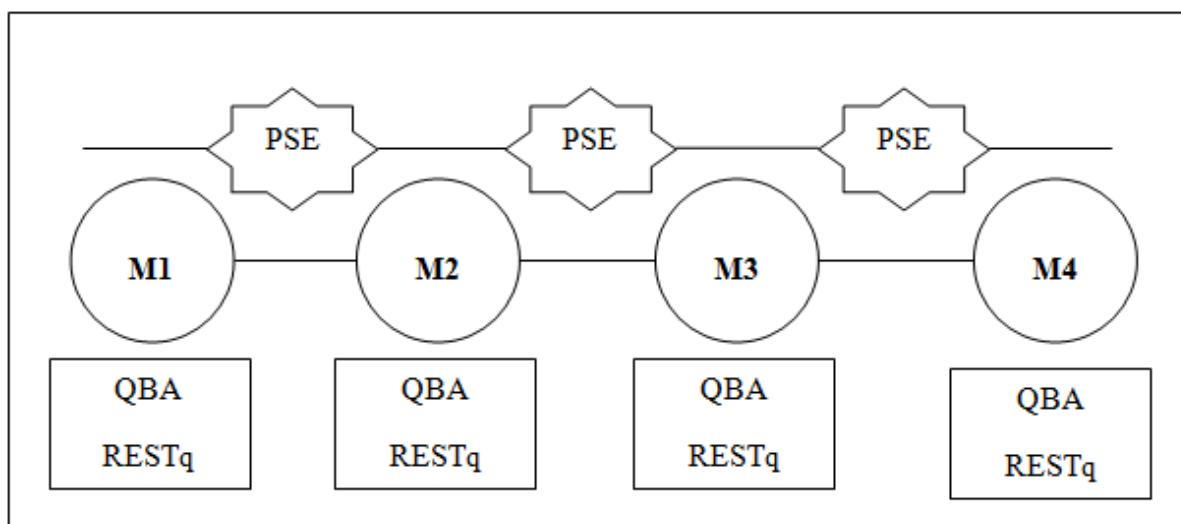 PSE PSE PSE
M1 M2 M3 M4
QBA QBA QBA QBA
RESTq RESTq RESTq RESTq